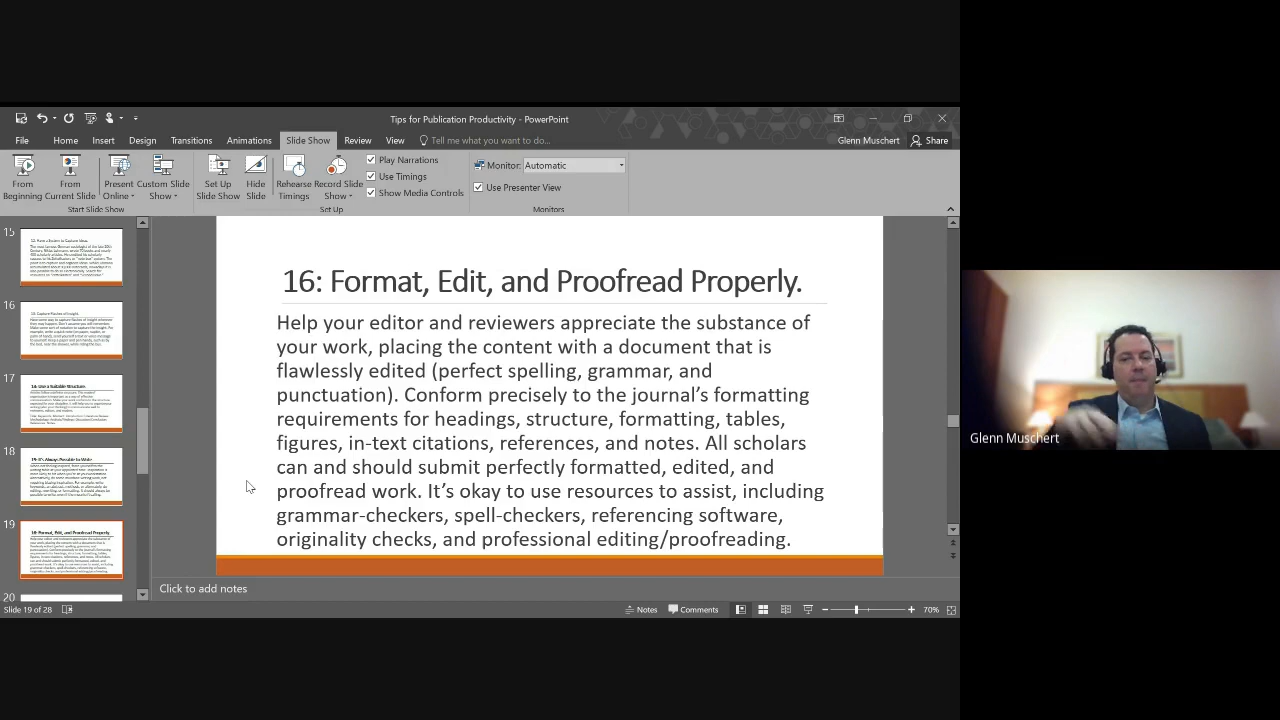 Tips for Publication Productivity - PowerPoint
File Home Insert Design Transitions Animations Slide Show Review View Tell me what you want to do... Glenn Muschert Share
From Beginning
From Current Slide
Present Online
Custom Slide Show
Start Slide Show
Set Up Slide Show
Hide Slide
Rehearse Timings
Record Slide Show
Play Narrations
Use Timings
Show Media Controls
Set Up
Monitor: Automatic
Use Presenter View
Monitors
15
16
17
18
19
20
16: Format, Edit, and Proofread Properly.
Help your editor and reviewers appreciate the substance of
your work, placing the content with a document that is
flawlessly edited (perfect spelling, grammar, and
punctuation). Conform precisely to the journal’s formatting
requirements for headings, structure, formatting, tables,
figures, in-text citations, references, and notes. All scholars
can and should submit perfectly formatted, edited, and
proofread work. It’s okay to use resources to assist, including
grammar-checkers, spell-checkers, referencing software,
originality checks, and professional editing/proofreading.
Click to add notes
Slide 19 of 28 Notes Comments 70%
Glenn Muschert